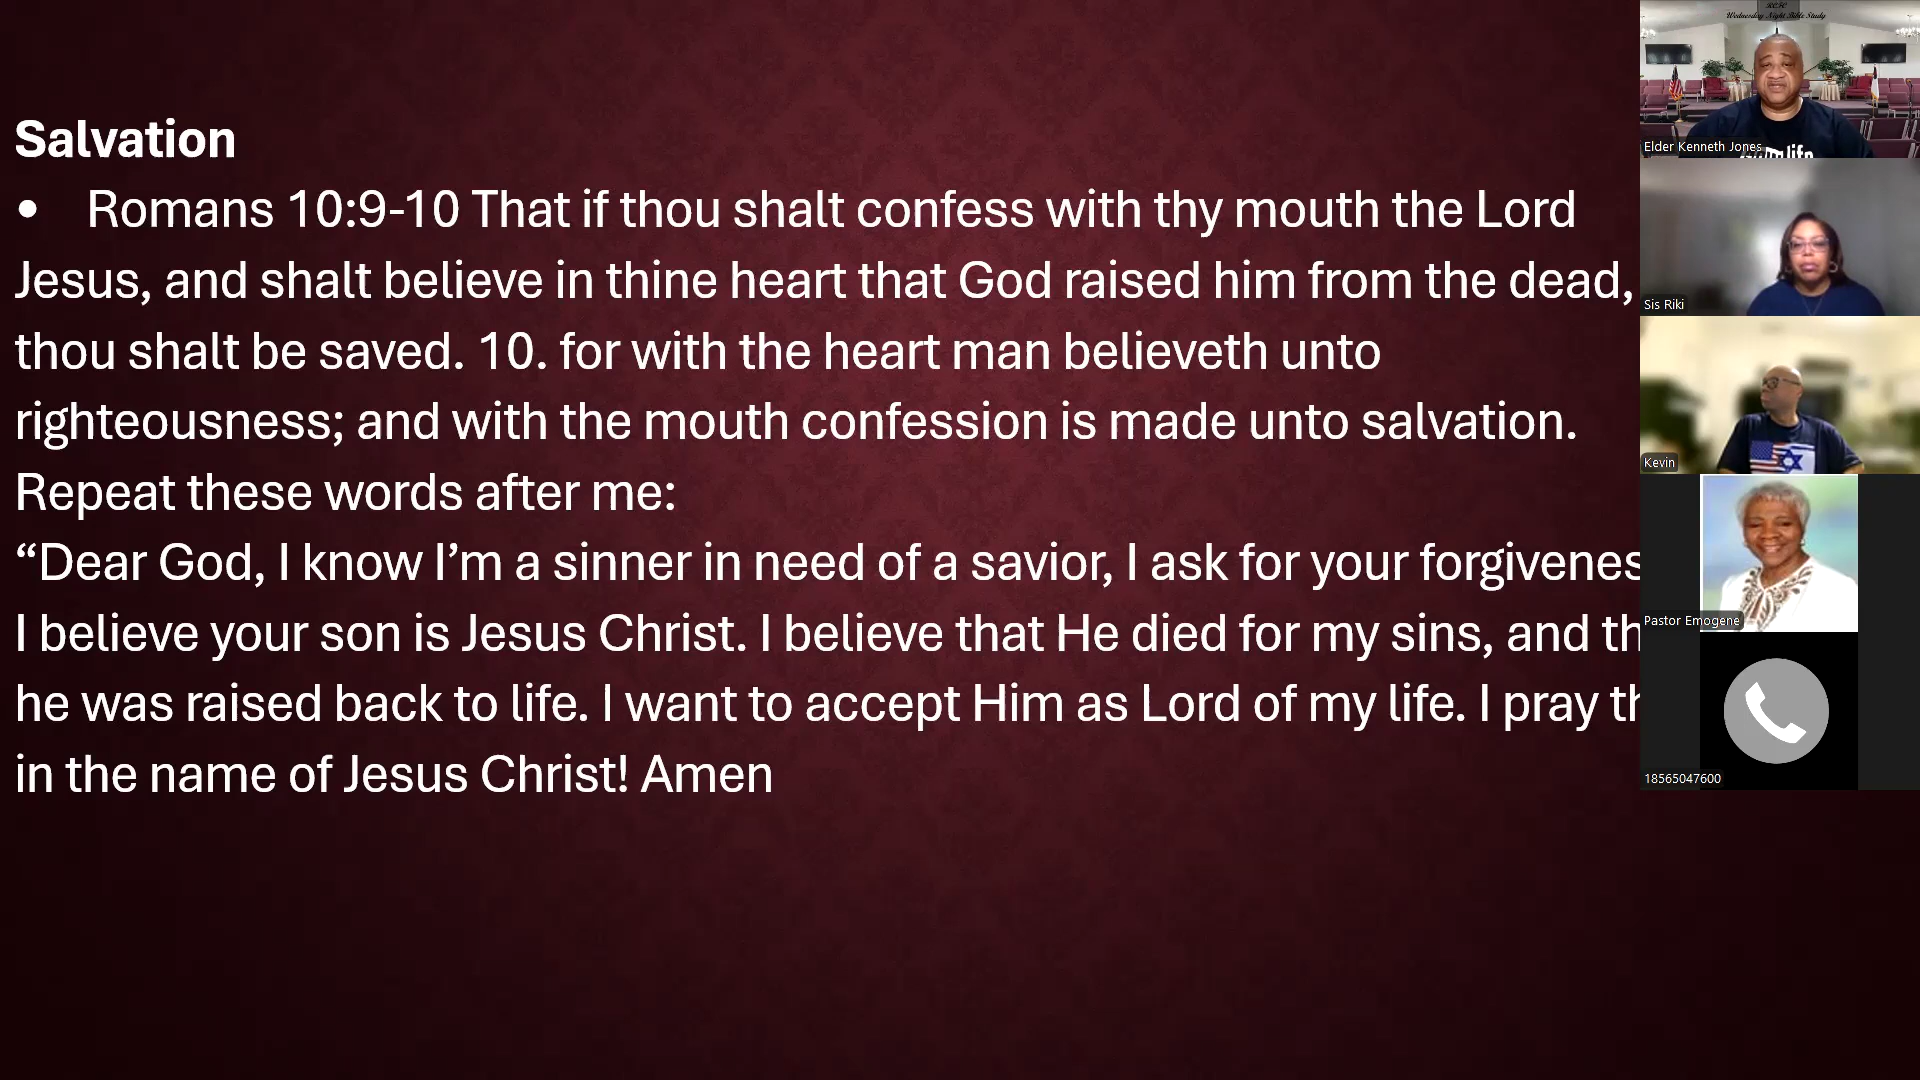 Salvation
• Romans 10:9-10 That if thou shalt confess with thy mouth the Lord
Jesus, and shalt believe in thine heart that God raised him from the dead,
thou shalt be saved. 10. for with the heart man believeth unto
righteousness; and with the mouth confession is made unto salvation.
Repeat these words after me:
“Dear God, I know I’m a sinner in need of a savior, I ask for your forgivenes
I believe your son is Jesus Christ. I believe that He died for my sins, and th
he was raised back to life. I want to accept Him as Lord of my life. I pray th
in the name of Jesus Christ! Amen
Wednesday Night Bible Study
Elder Kenneth Jones
life
Sis Riki
Kevin
Pastor Emogene
18565047600